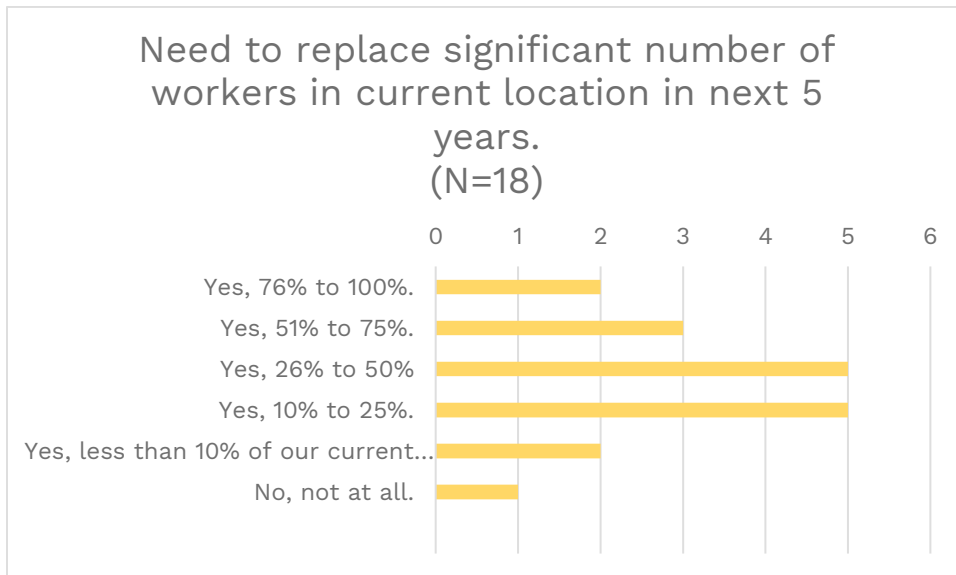 Need to replace significant number of
workers in current location in next 5
years.
(N=18)
0 1 2 3 4 5 6
Yes, 76% to 100%.
Yes, 51% to 75%.
Yes, 26% to 50%
Yes, 10% to 25%.
Yes, less than 10% of our current...
No, not at all.